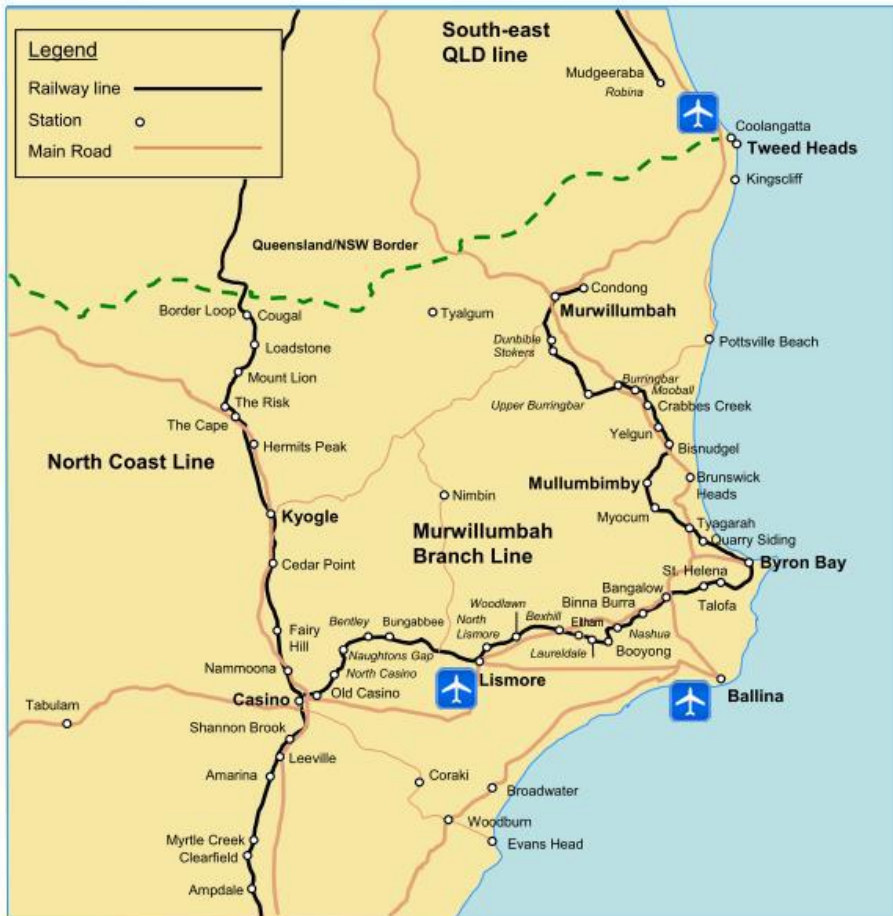 Legend
Railway line
Station
Main Road
South-east
QLD line
Mudgeeraba
Robina
Coolangatta
Tweed Heads
Kingscliff
Queensland/NSW Border
Condong
Border Loop
Cougal
Tyalgum
Murwillumbah
Loadstone
Dunbible
Stokers
Pottsville Beach
Mount Lion
Burringbar
Mooball
The Risk
Upper Burringbar
Crabbes Creek
The Cape
Yelgun
Hermits Peak
Bisnudgel
North Coast Line
Mullumbimby
Brunswick
Heads
Nimbin
Kyogle
Myocum
Tyagarah
Murwillumbah
Branch Line
Quarry Siding
Cedar Point
St. Helena
Byron Bay
Bangalow
Talofa
Woodlawn
Binna Burra
Bentley
Bungabbee
North
Lismore
Bexhill
Eltham
Fairy
Hill
Nashua
Naughtons Gap
Laureldale
Booyong
Nammoona
North Casino
Lismore
Casino
Old Casino
Ballina
Tabulam
Shannon Brook
Leeville
Amarina
Coraki
Broadwater
Woodburn
Myrtle Creek
Evans Head
Clearfield
Ampdale